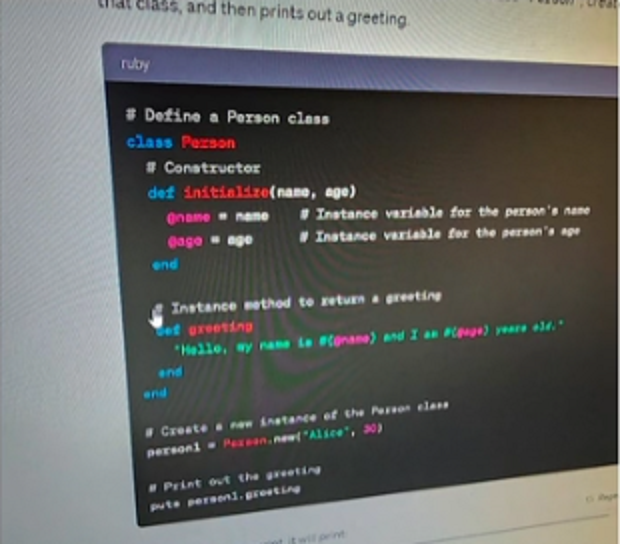 that class, and then prints out a greeting.
ruby
# Define a Person class
class Person
# Constructor
def initialize(name, age)
@name = name # Instance variable for the person's name
@age = age # Instance variable for the person's age
end
# Instance method to return a greeting
def greeting
"Hello, my name is #{@name} and I am #{@age} years old."
end
end
# Create a new instance of the Person class
person1 = Person.new("Alice", 30)
# Print out the greeting
puts person1.greeting
it will print